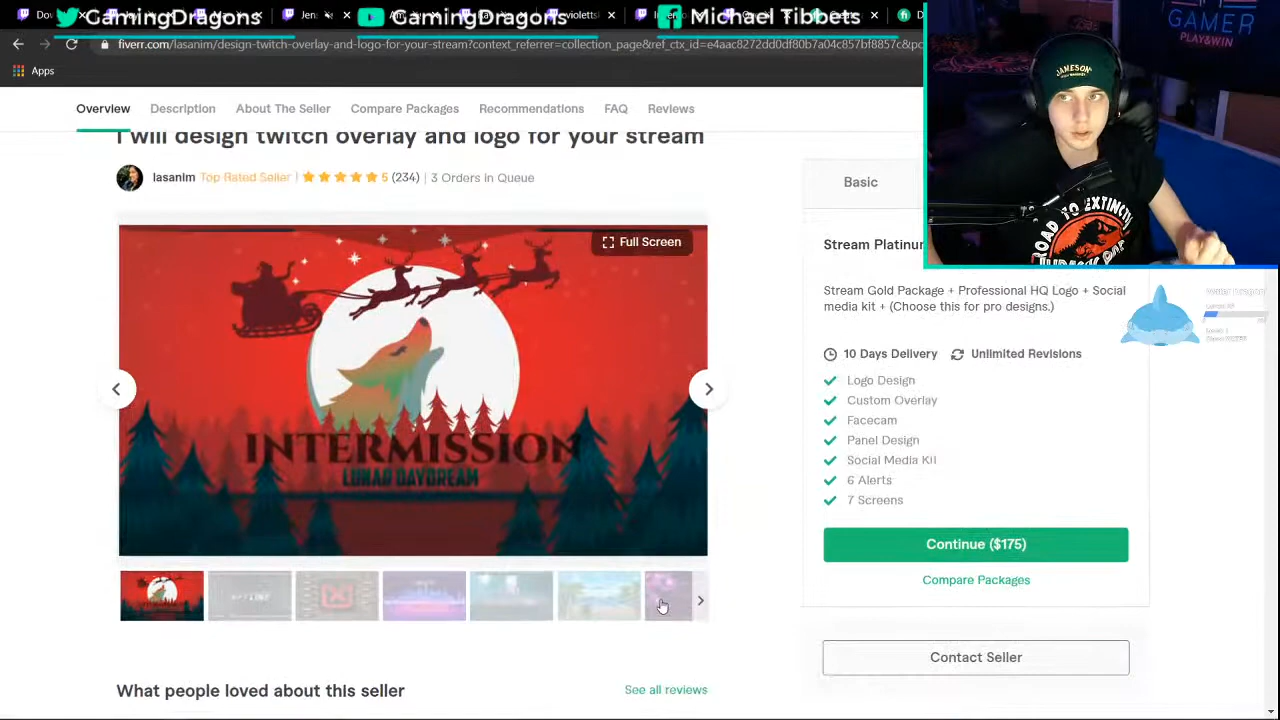 GamingDragons
GamingDragons
Michael Tibbetts
fiverr.com/lasanim/design-twitch-overlay-and-logo-for-your-stream?context_referrer=collection_page&ref_ctx_id=e4aac8272dd0df80b7a04c857bf8857c&pc
Apps
GAMER
PLAY&WIN
JAMESON
ROAD TO EXTINCTION
Overview
Description
About The Seller
Compare Packages
Recommendations
FAQ
Reviews
I will design twitch overlay and logo for your stream
lasanim Top Rated Seller 5 (234) 3 Orders in Queue
Full Screen
INTERMISSION
LUNAR DAYDREAM
Basic
Stream Platinum
Stream Gold Package + Professional HQ Logo + Social
media kit + (Choose this for pro designs.)
10 Days Delivery Unlimited Revisions
Logo Design
Custom Overlay
Facecam
Panel Design
Social Media Kit
6 Alerts
7 Screens
Continue ($175)
Compare Packages
Contact Seller
What people loved about this seller
See all reviews